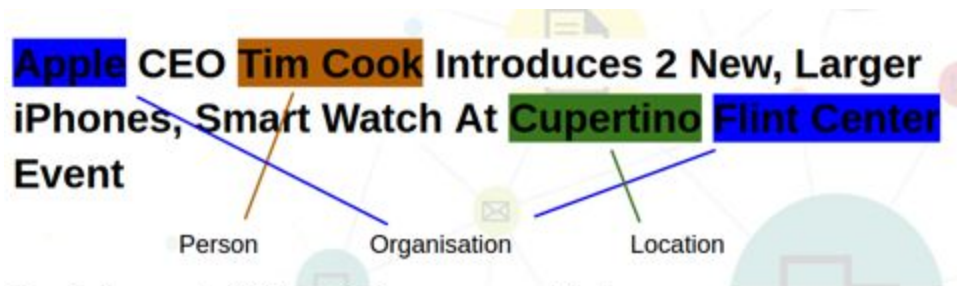 Apple CEO Tim Cook Introduces 2 New, Larger
iPhones, Smart Watch At Cupertino Flint Center
Event
Person Organisation Location